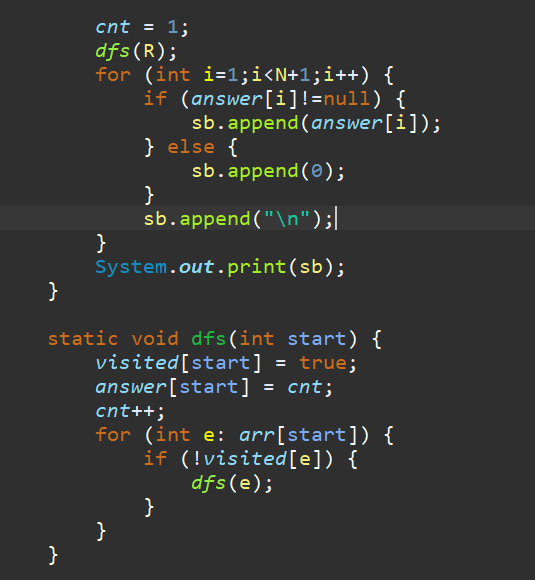 cnt = 1;
dfs(R);
for (int i=1;i<N+1;i++) {
if (answer[i]!=null) {
sb.append(answer[i]);
} else {
sb.append(0);
}
sb.append("\n");
}
System.out.print(sb);
}
static void dfs(int start) {
visited[start] = true;
answer[start] = cnt;
cnt++;
for (int e: arr[start]) {
if (!visited[e]) {
dfs(e);
}
}
}